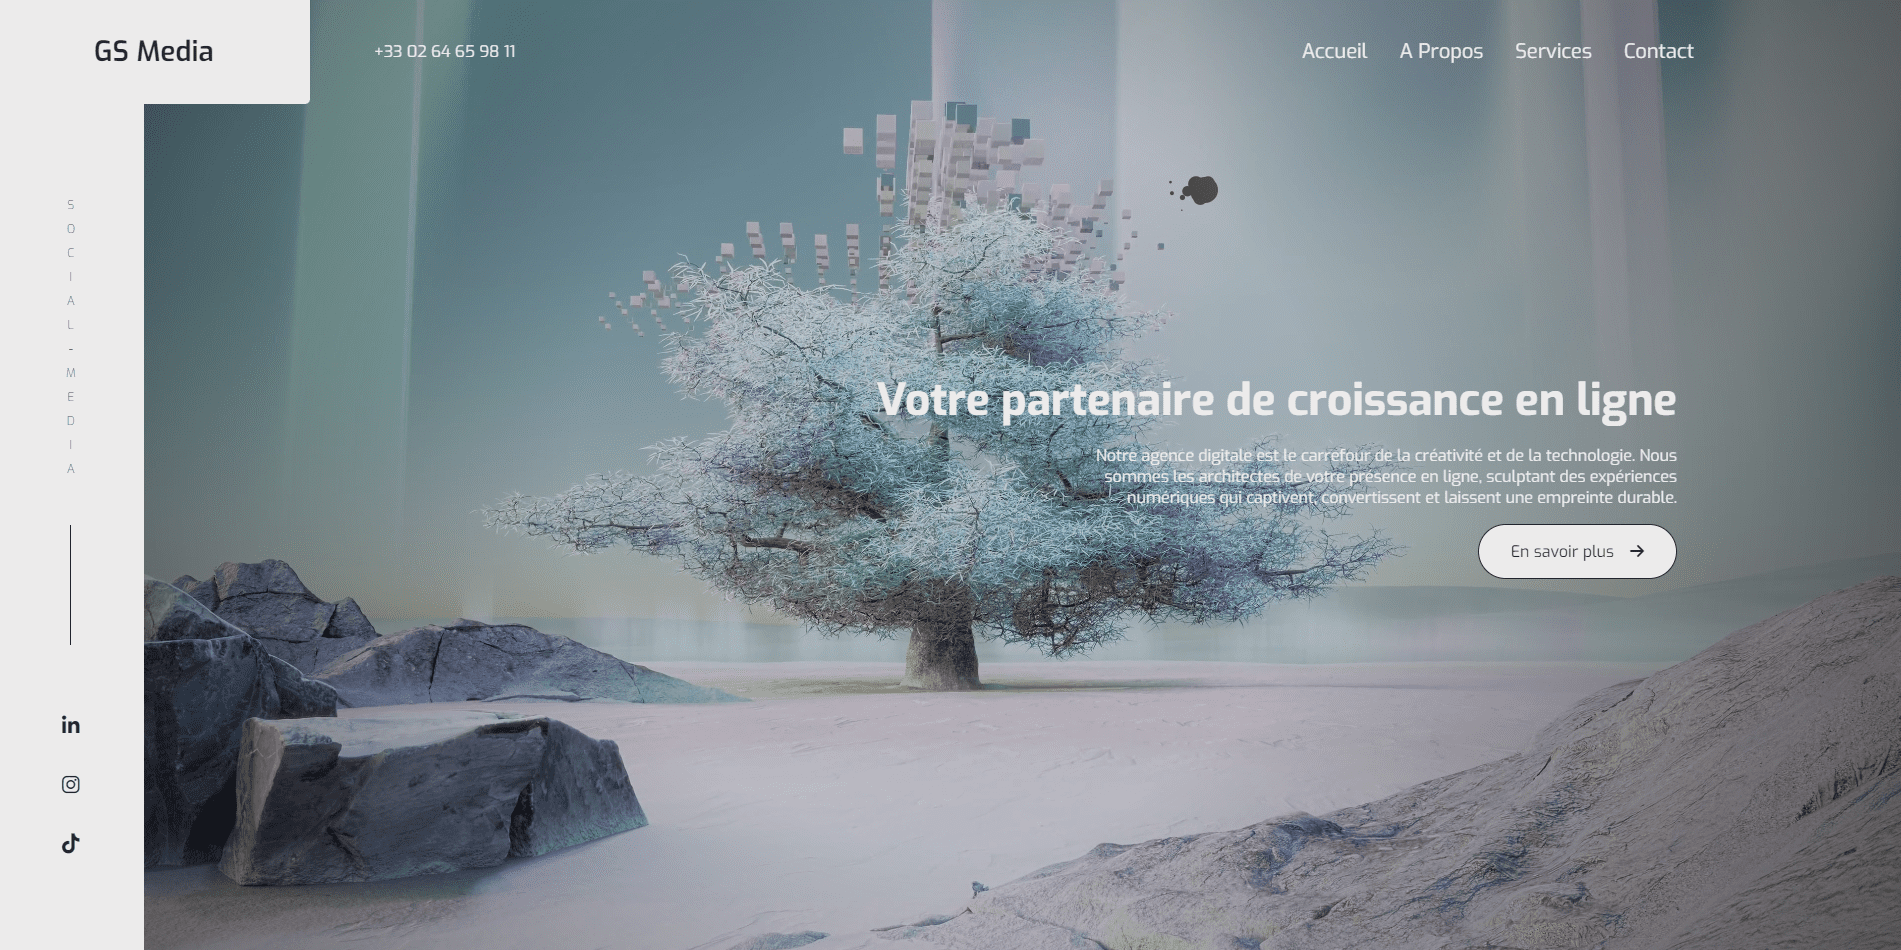 GS Media
+33 02 64 65 98 11
Accueil
A Propos
Services
Contact
SOCIAL-MEDIA
Votre partenaire de croissance en ligne
Notre agence digitale est le carrefour de la créativité et de la technologie. Nous
sommes les architectes de votre présence en ligne, sculptant des expériences
numériques qui captivent, convertissent et laissent une empreinte durable.
En savoir plus
in